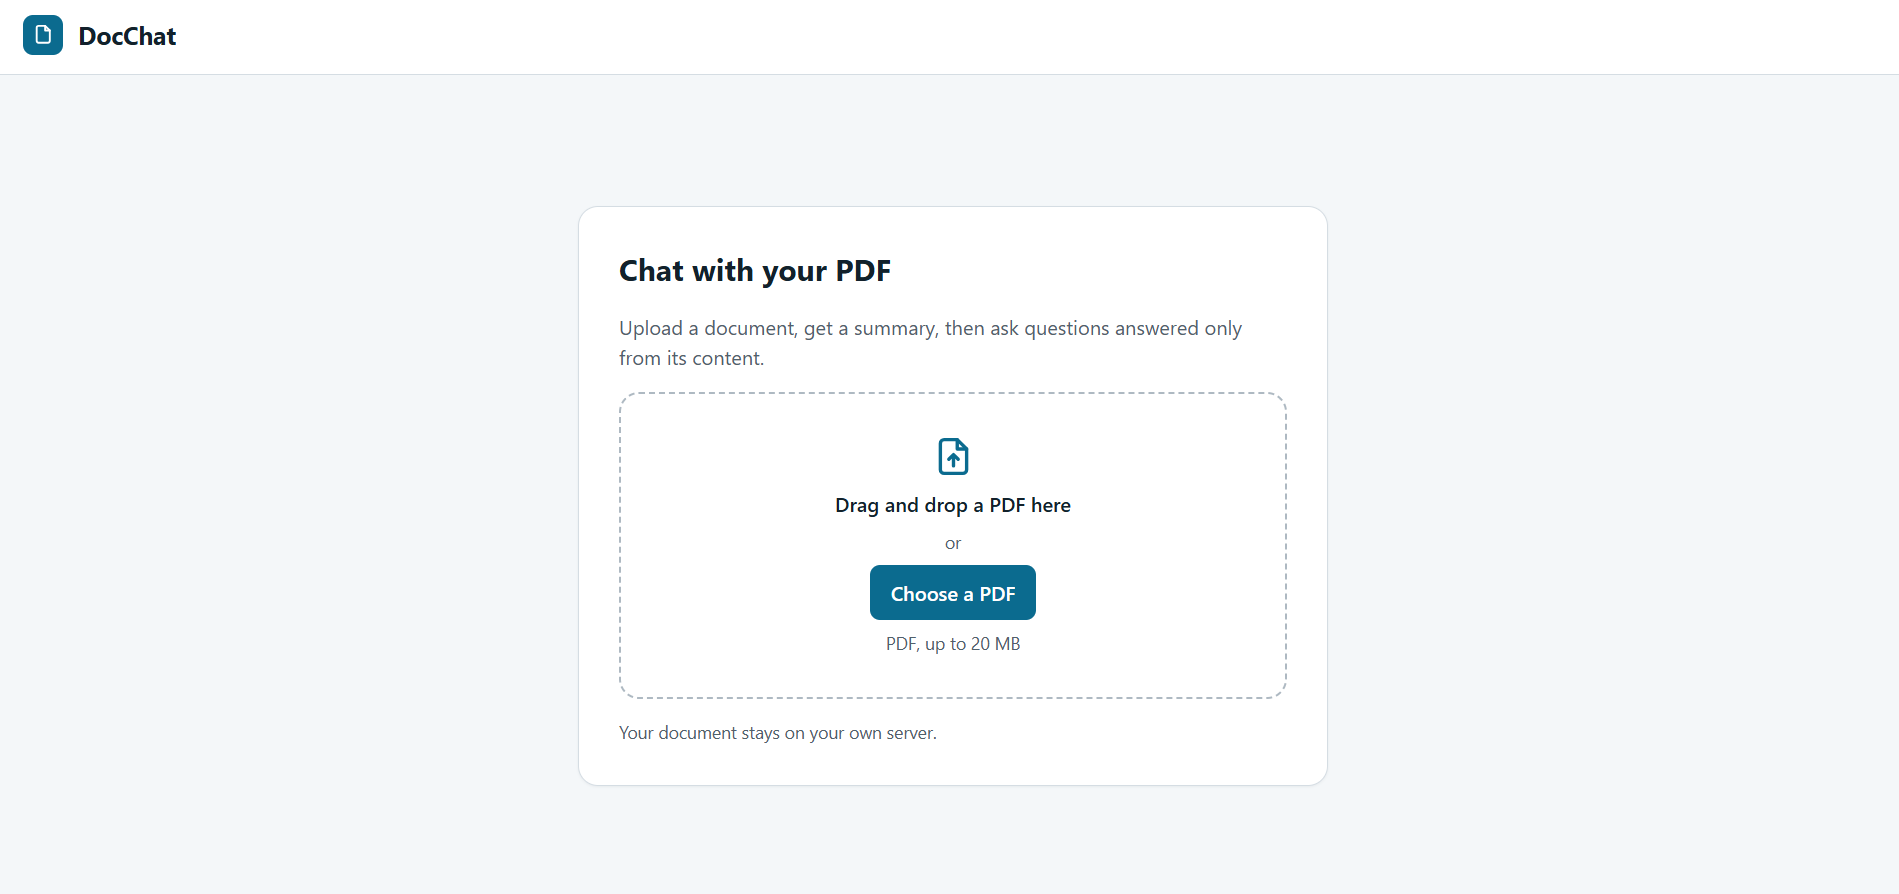 DocChat
Chat with your PDF
Upload a document, get a summary, then ask questions answered only
from its content.
Drag and drop a PDF here
or
Choose a PDF
PDF, up to 20 MB
Your document stays on your own server.